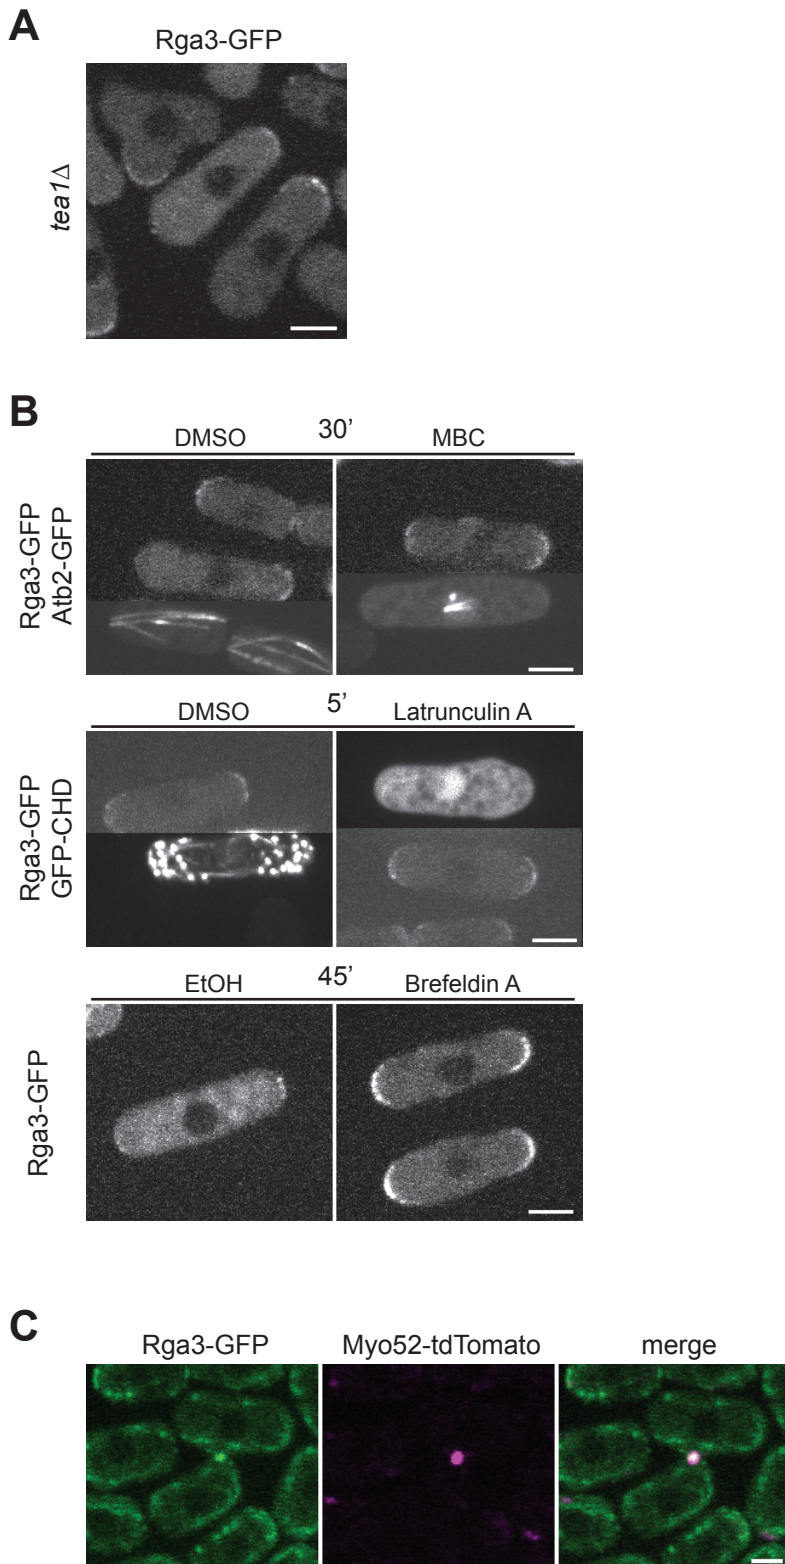 A
Rga3-GFP
tea1Δ
B
DMSO 30’ MBC
Rga3-GFP
Atb2-GFP
DMSO 5’ Latrunculin A
Rga3-GFP
GFP-CHD
EtOH 45’ Brefeldin A
Rga3-GFP
C
Rga3-GFP Myo52-tdTomato merge